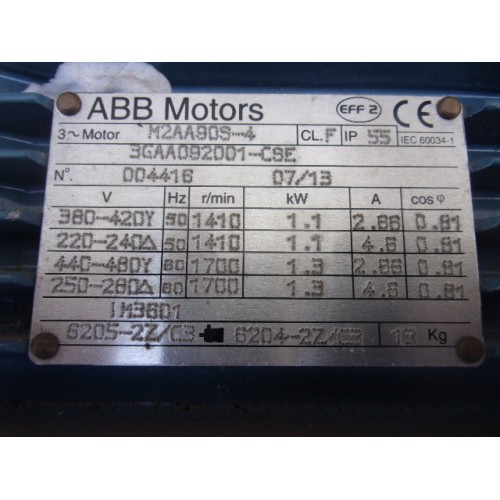 ABB Motors EFF 2 CE
3~Motor M2AA90S-4 CL. F IP 55 IEC 60034-1
3GAA092001-CSE
N°. 004416 07/13
V Hz r/min kW A cos φ
380-420Y 50 1410 1.1 2.66 0.81
220-240Δ 50 1410 1.1 4.6 0.81
440-480Y 60 1700 1.3 2.66 0.81
250-280Δ 60 1700 1.3 4.6 0.81
IM3601
6205-2Z/C3 6204-2Z/C3 13 Kg